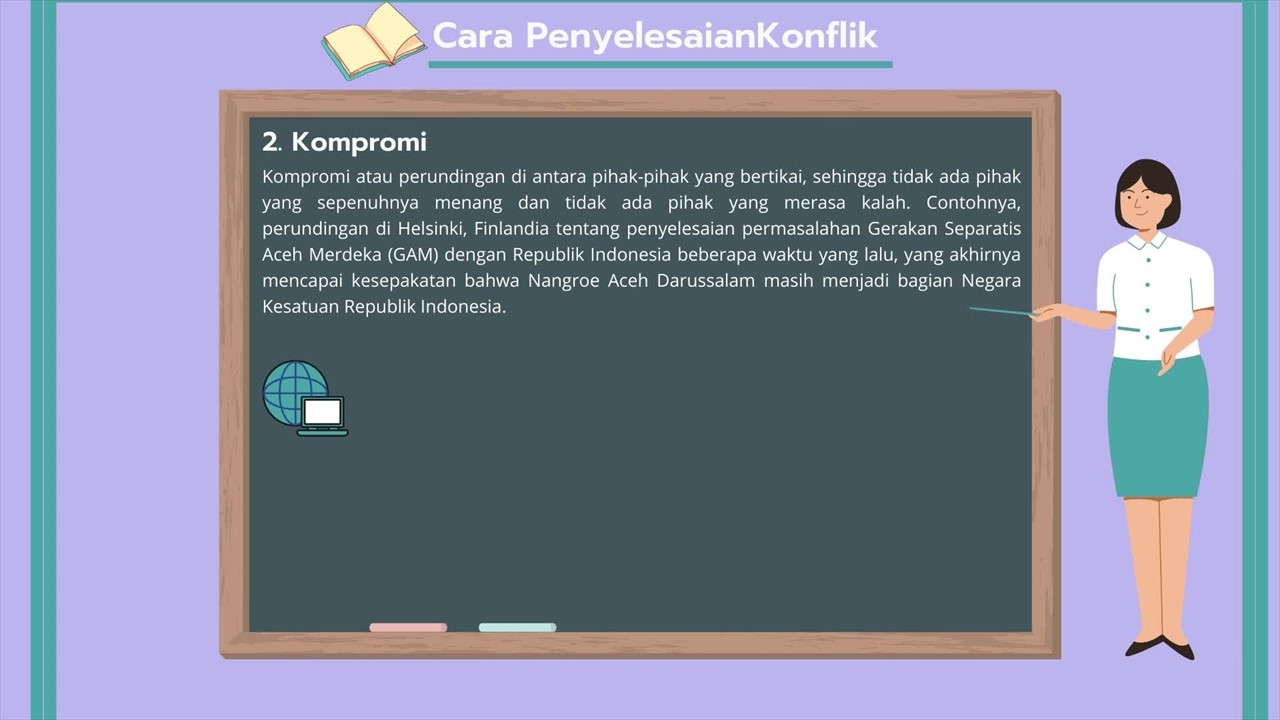 Cara PenyelesaianKonflik
2. Kompromi
Kompromi atau perundingan di antara pihak-pihak yang bertikai, sehingga tidak ada pihak
yang sepenuhnya menang dan tidak ada pihak yang merasa kalah. Contohnya,
perundingan di Helsinki, Finlandia tentang penyelesaian permasalahan Gerakan Separatis
Aceh Merdeka (GAM) dengan Republik Indonesia beberapa waktu yang lalu, yang akhirnya
mencapai kesepakatan bahwa Nangroe Aceh Darussalam masih menjadi bagian Negara
Kesatuan Republik Indonesia.